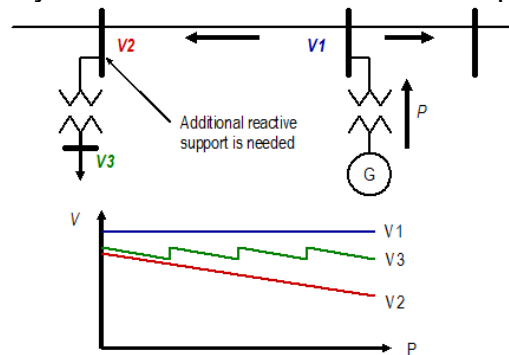 V2
V1
Additional reactive
support is needed
P
V3
G
V
V1
V3
V2
P